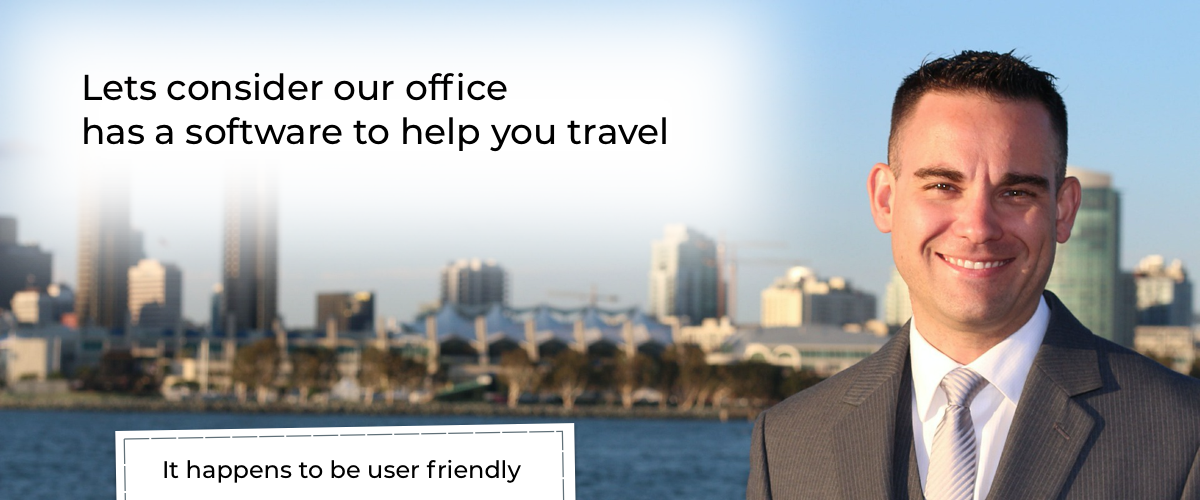 Lets consider our office
has a software to help you travel
It happens to be user friendly